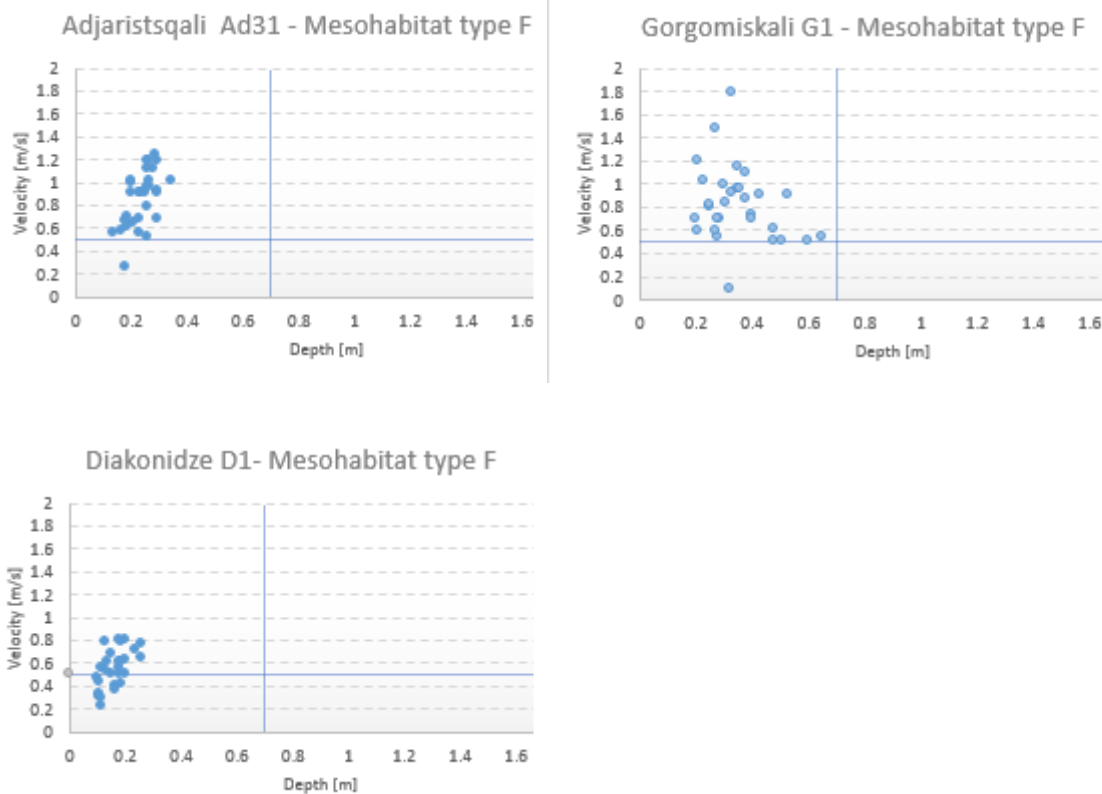 Adjaristsqali Ad31 - Mesohabitat type F
Velocity [m/s]
2
1.8
1.6
1.4
1.2
1
0.8
0.6
0.4
0.2
0
0 0.2 0.4 0.6 0.8 1 1.2 1.4 1.6
Depth [m]
Gorgomiskali G1 - Mesohabitat type F
Velocity [m/s]
2
1.8
1.6
1.4
1.2
1
0.8
0.6
0.4
0.2
0
0 0.2 0.4 0.6 0.8 1 1.2 1.4 1.6
Depth [m]
Diakonidze D1- Mesohabitat type F
Velocity [m/s]
2
1.8
1.6
1.4
1.2
1
0.8
0.6
0.4
0.2
0
0 0.2 0.4 0.6 0.8 1 1.2 1.4 1.6
Depth [m]